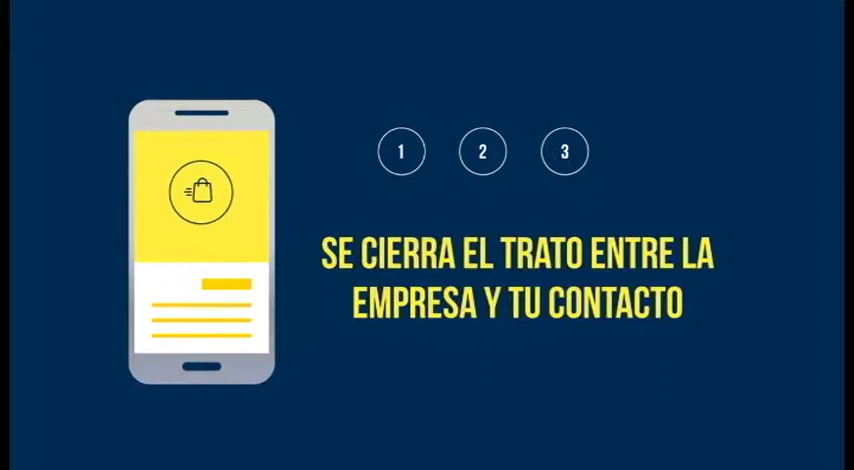 1 2 3
SE CIERRA EL TRATO ENTRE LA
EMPRESA Y TU CONTACTO